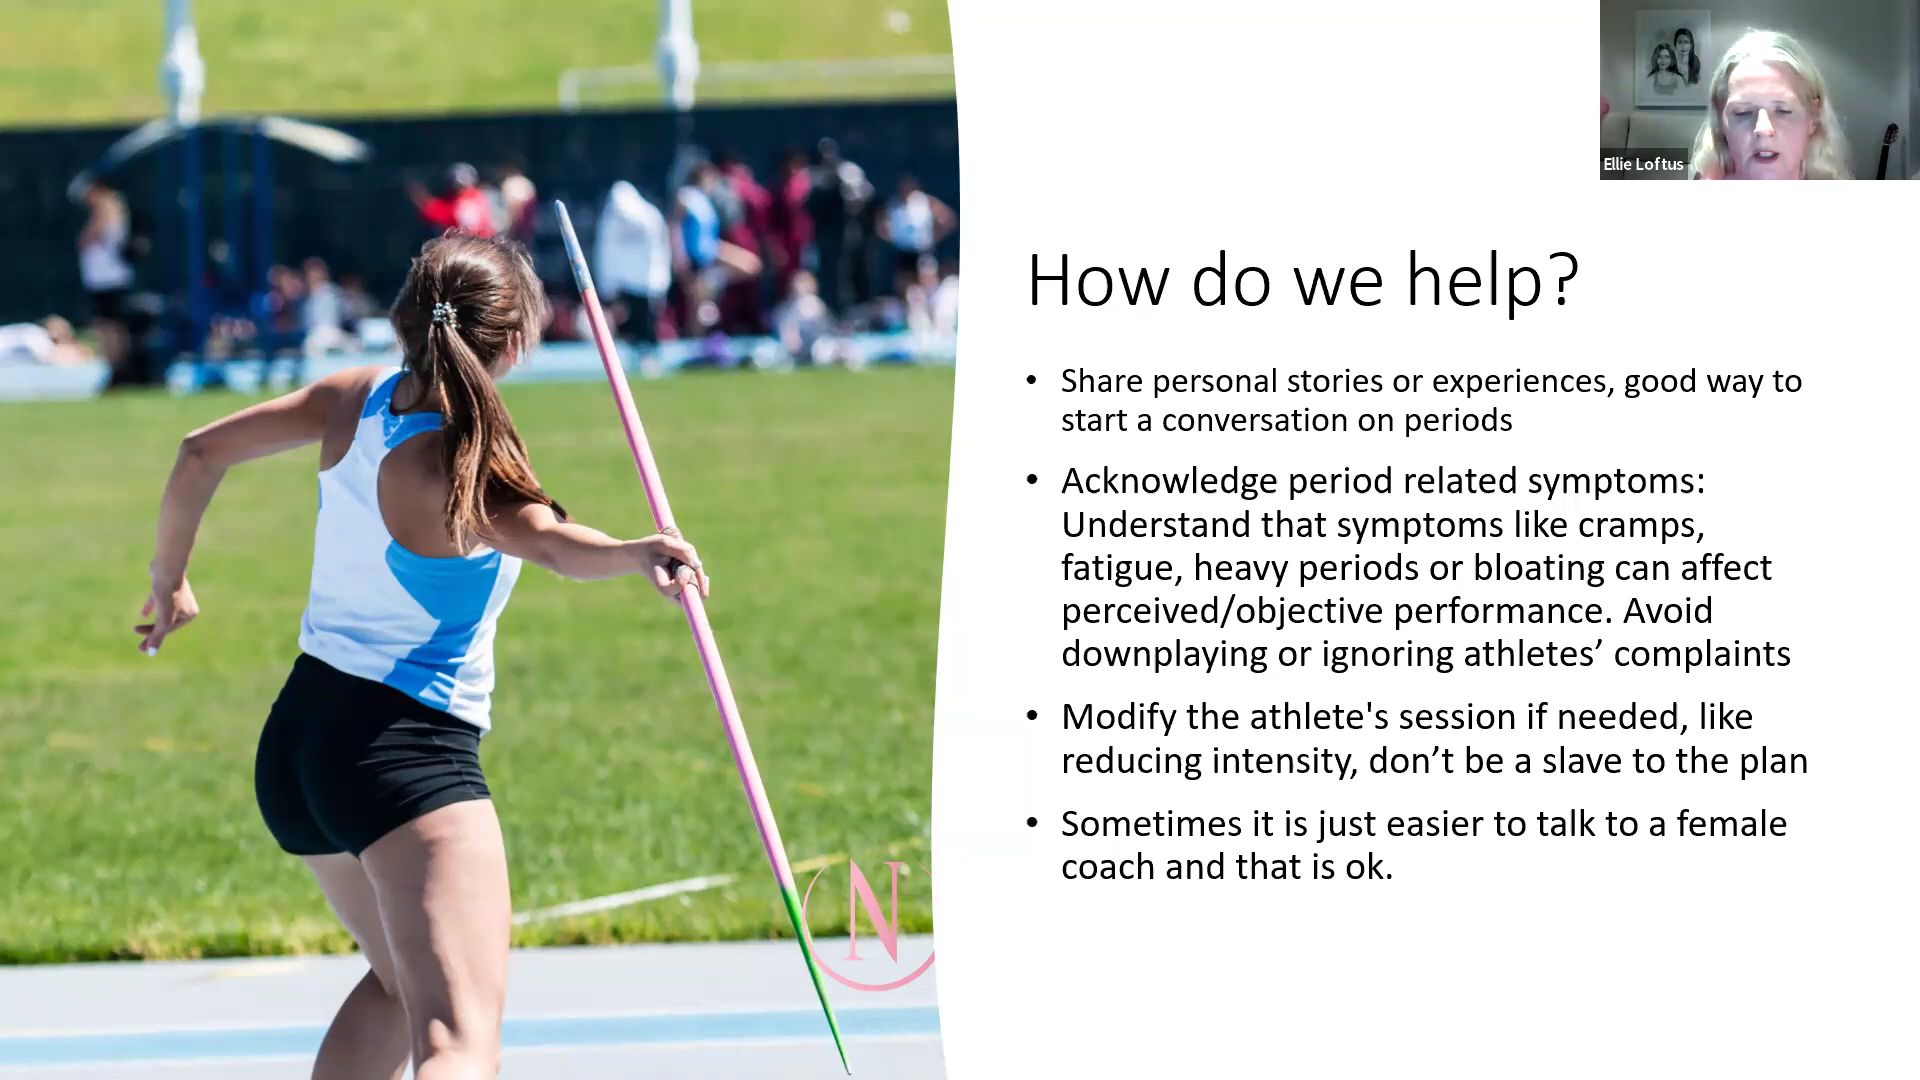 Ellie Loftus
How do we help?
• Share personal stories or experiences, good way to
start a conversation on periods
• Acknowledge period related symptoms:
Understand that symptoms like cramps,
fatigue, heavy periods or bloating can affect
perceived/objective performance. Avoid
downplaying or ignoring athletes’ complaints
• Modify the athlete's session if needed, like
reducing intensity, don’t be a slave to the plan
• Sometimes it is just easier to talk to a female
coach and that is ok.
N